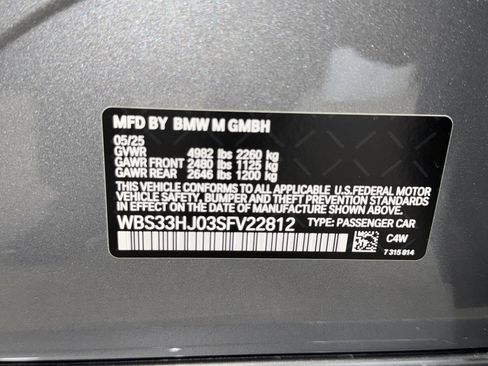 MFD BY BMW M GMBH
05/25
GVWR 4982 lbs 2260 kg
GAWR FRONT 2480 lbs 1125 kg
GAWR REAR 2646 lbs 1200 kg
THIS VEHICLE CONFORMS TO ALL APPLICABLE U.S.FEDERAL MOTOR
VEHICLE SAFETY, BUMPER AND THEFT PREVENTION STANDARDS
IN EFFECT ON THE DATE OF MANUFACTURE SHOWN ABOVE.
WBS33HJ03SFV22812 TYPE: PASSENGER CAR
C4W
7 315 814